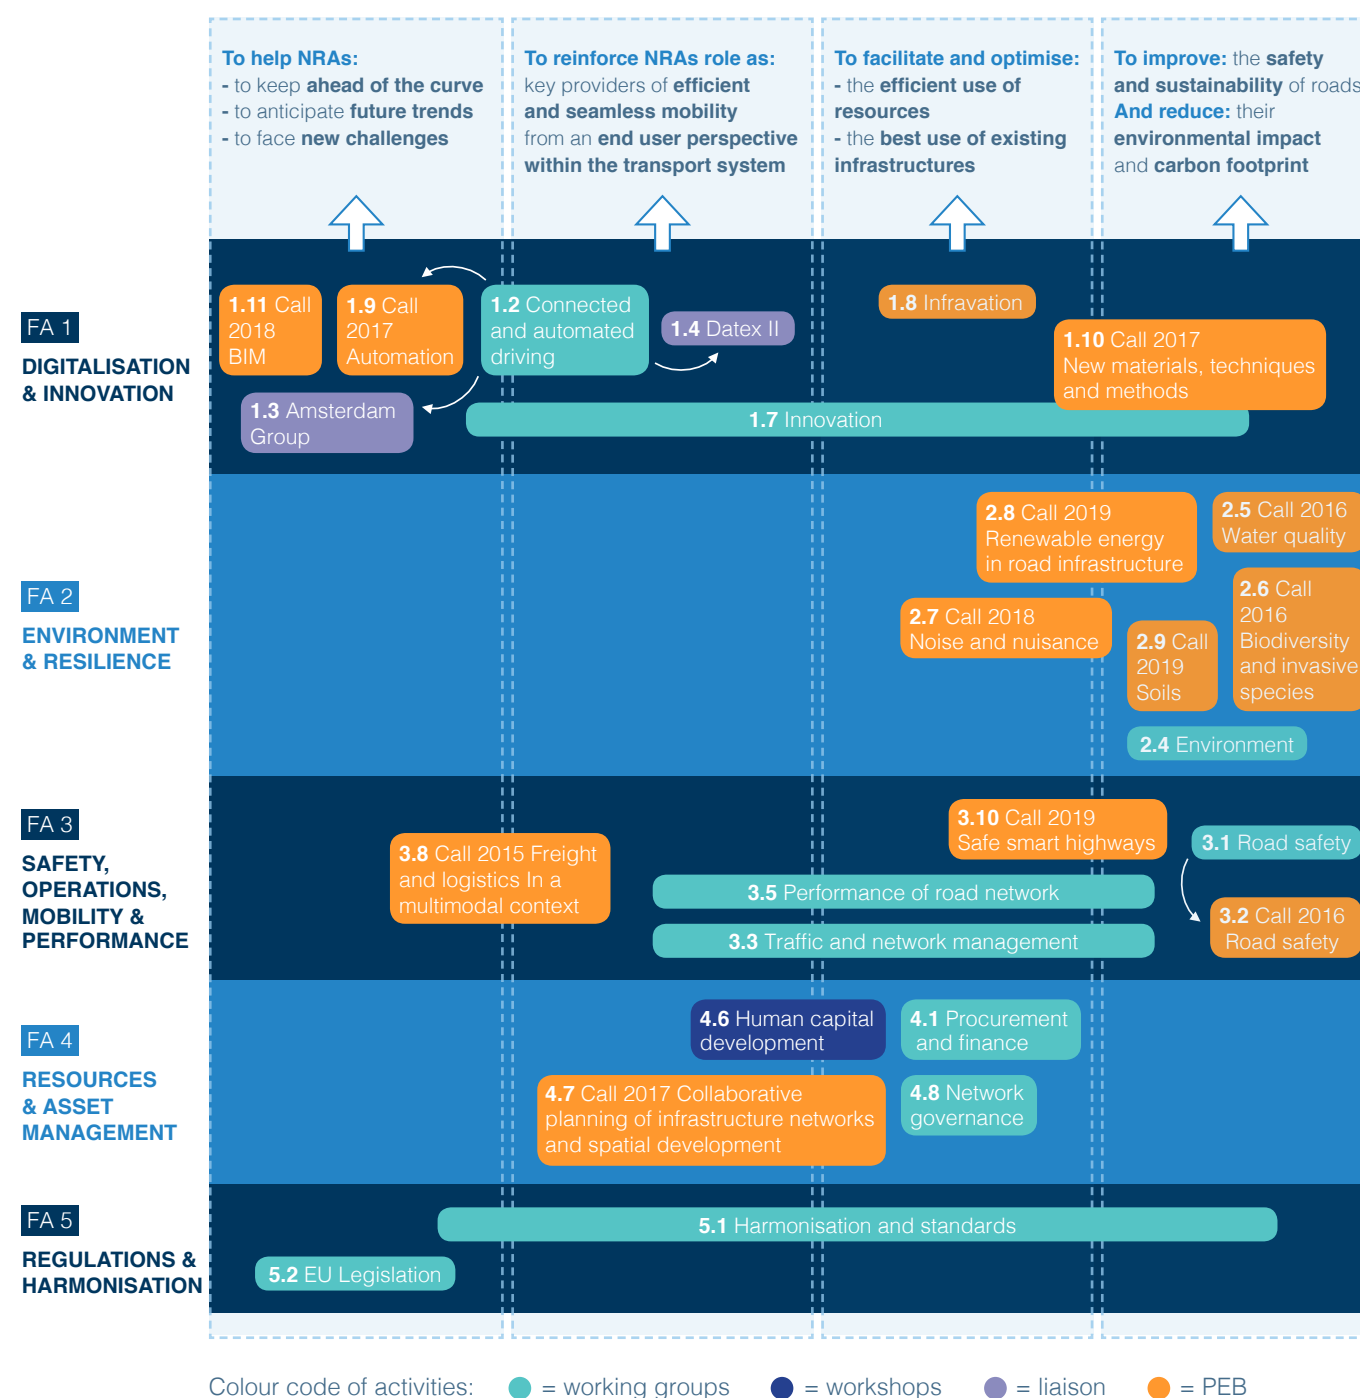 To help NRAs:
- to keep ahead of the curve
- to anticipate future trends
- to face new challenges
To reinforce NRAs role as:
key providers of efficient
and seamless mobility
from an end user perspective
within the transport system
To facilitate and optimise:
- the efficient use of
resources
- the best use of existing
infrastructures
To improve: the safety
and sustainability of roads
And reduce: their
environmental impact
and carbon footprint
FA 1
DIGITALISATION
& INNOVATION
1.11 Call
2018
BIM
1.9 Call
2017
Automation
1.2 Connected
and automated
driving
1.4 Datex II
1.8 Infravation
1.10 Call 2017
New materials, techniques
and methods
1.3 Amsterdam
Group
1.7 Innovation
FA 2
ENVIRONMENT
& RESILIENCE
2.8 Call 2019
Renewable energy
in road infrastructure
2.5 Call 2016
Water quality
2.7 Call 2018
Noise and nuisance
2.9 Call
2019
Soils
2.6 Call
2016
Biodiversity
and invasive
species
2.4 Environment
FA 3
SAFETY,
OPERATIONS,
MOBILITY &
PERFORMANCE
3.8 Call 2015 Freight
and logistics In a
multimodal context
3.10 Call 2019
Safe smart highways
3.1 Road safety
3.5 Performance of road network
3.3 Traffic and network management
3.2 Call 2016
Road safety
FA 4
RESOURCES
& ASSET
MANAGEMENT
4.6 Human capital
development
4.1 Procurement
and finance
4.7 Call 2017 Collaborative
planning of infrastructure networks
and spatial development
4.8 Network
governance
FA 5
REGULATIONS &
HARMONISATION
5.1 Harmonisation and standards
5.2 EU Legislation
Colour code of activities: = working groups = workshops = liaison = PEB